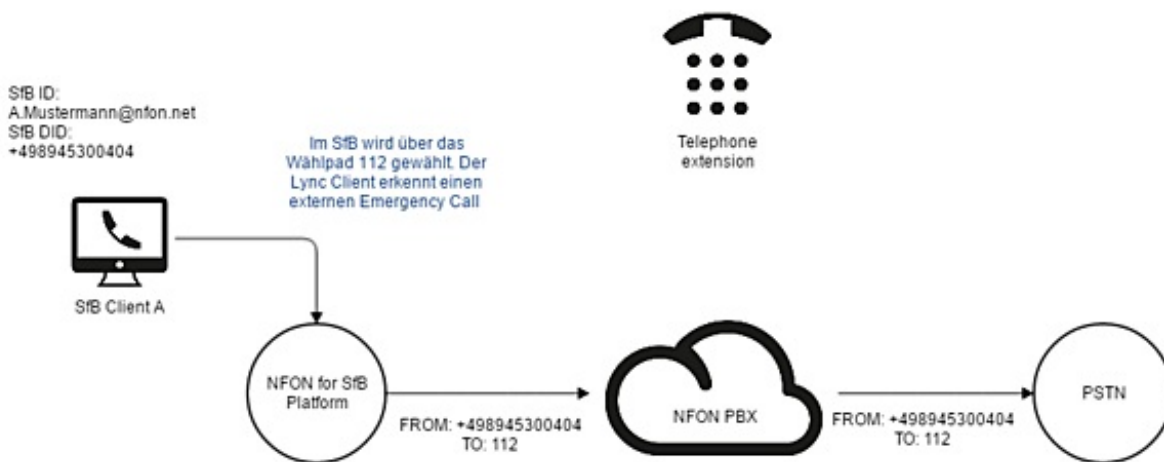 SfB ID:
A.Mustermann@nfon.net
SfB DID:
+498945300404
Im SfB wird über das
Wählpad 112 gewählt. Der
Lync Client erkennt einen
externen Emergency Call
Telephone
extension
SfB Client A
NFON for SfB
Platform
FROM: +498945300404
TO: 112
NFON PBX
FROM: +498945300404
TO: 112
PSTN